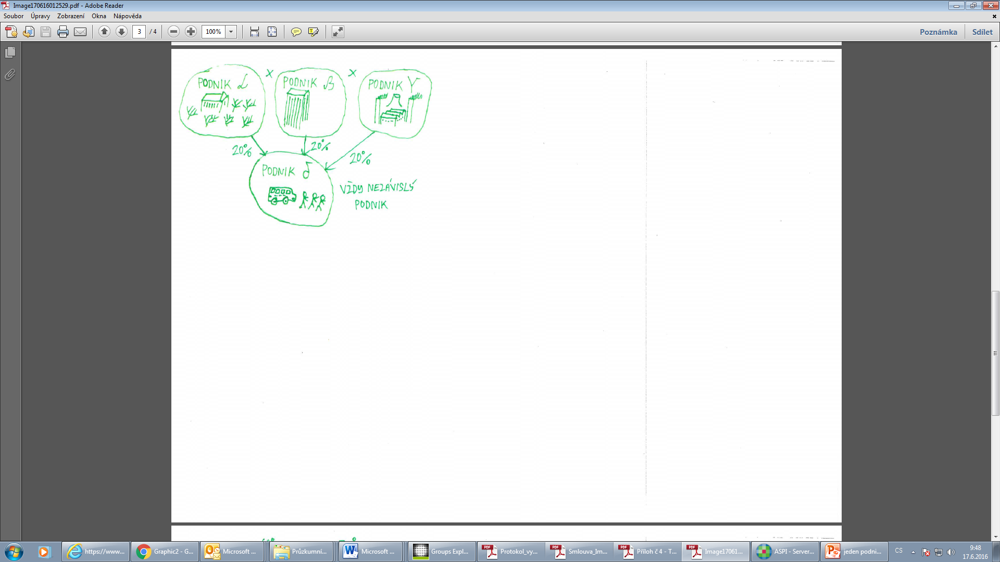 Image170616012529.pdf - Adobe Reader
Soubor Úpravy Zobrazení Okna Nápověda
3 / 4 100% Poznámka Sdílet
PODNIK α × PODNIK β × PODNIK γ
20% 20% 20%
PODNIK δ
VŽDY NEZÁVISLÝ
PODNIK
https://www... Graphic2 - G... Microsoft ... Průzkumní... Microsoft ... Groups Expl... Protokol_vy... Smlouva_Im... Příloh č 4 - T... Image17061... ASPI - Server... jeden podni... CS 9:48
17.6.2016